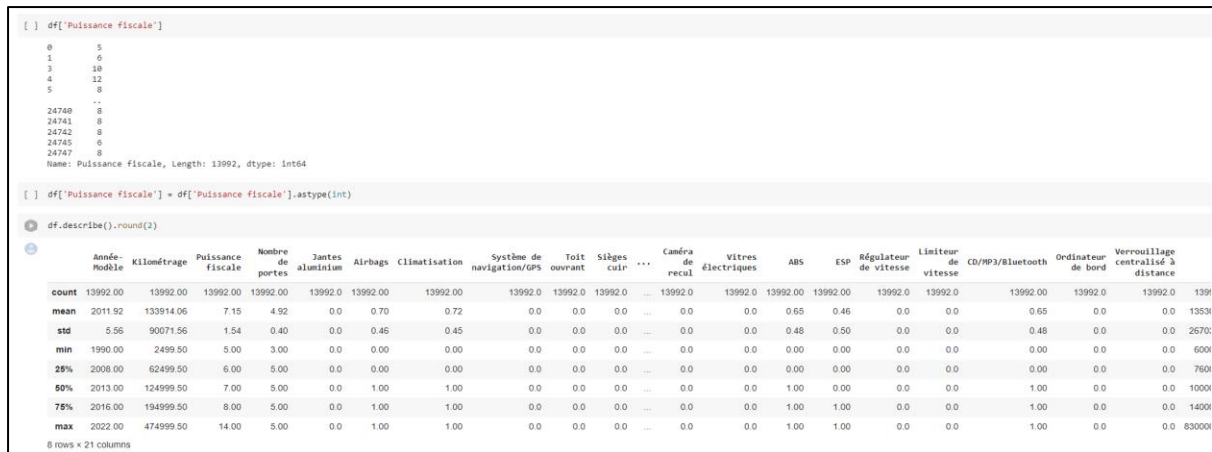 [ ] df['Puissance fiscale']
0 5
1 6
3 10
4 12
5 8
..
24740 8
24741 8
24742 8
24745 6
24747 8
Name: Puissance fiscale, Length: 13992, dtype: int64
[ ] df['Puissance fiscale'] = df['Puissance fiscale'].astype(int)
df.describe().round(2)
Année-Modèle Kilométrage Puissance fiscale Nombre de portes Jantes aluminium Airbags Climatisation Système de navigation/GPS Toit ouvrant Sièges cuir ... Caméra de recul Vitres électriques ABS ESP Régulateur de vitesse Limiteur de vitesse CD/MP3/Bluetooth Ordinateur de bord Verrouillage centralisé à distance
count 13992.00 13992.00 13992.00 13992.00 13992.0 13992.00 13992.00 13992.0 13992.0 13992.0 ... 13992.0 13992.0 13992.00 13992.00 13992.0 13992.0 13992.00 13992.0 13992.0 139
mean 2011.92 133914.06 7.15 4.92 0.0 0.70 0.72 0.0 0.0 0.0 ... 0.0 0.0 0.65 0.46 0.0 0.0 0.65 0.0 0.0 1353
std 5.56 90071.56 1.54 0.40 0.0 0.46 0.45 0.0 0.0 0.0 ... 0.0 0.0 0.48 0.50 0.0 0.0 0.48 0.0 0.0 2670
min 1990.00 2499.50 5.00 3.00 0.0 0.00 0.00 0.0 0.0 0.0 ... 0.0 0.0 0.00 0.00 0.0 0.0 0.00 0.0 0.0 600
25% 2008.00 62499.50 6.00 5.00 0.0 0.00 0.00 0.0 0.0 0.0 ... 0.0 0.0 0.00 0.00 0.0 0.0 0.00 0.0 0.0 760
50% 2013.00 124999.50 7.00 5.00 0.0 1.00 1.00 0.0 0.0 0.0 ... 0.0 0.0 1.00 0.00 0.0 0.0 1.00 0.0 0.0 1000
75% 2016.00 194999.50 8.00 5.00 0.0 1.00 1.00 0.0 0.0 0.0 ... 0.0 0.0 1.00 1.00 0.0 0.0 1.00 0.0 0.0 1400
max 2022.00 474999.50 14.00 5.00 0.0 1.00 1.00 0.0 0.0 0.0 ... 0.0 0.0 1.00 1.00 0.0 0.0 1.00 0.0 0.0 83000
8 rows × 21 columns